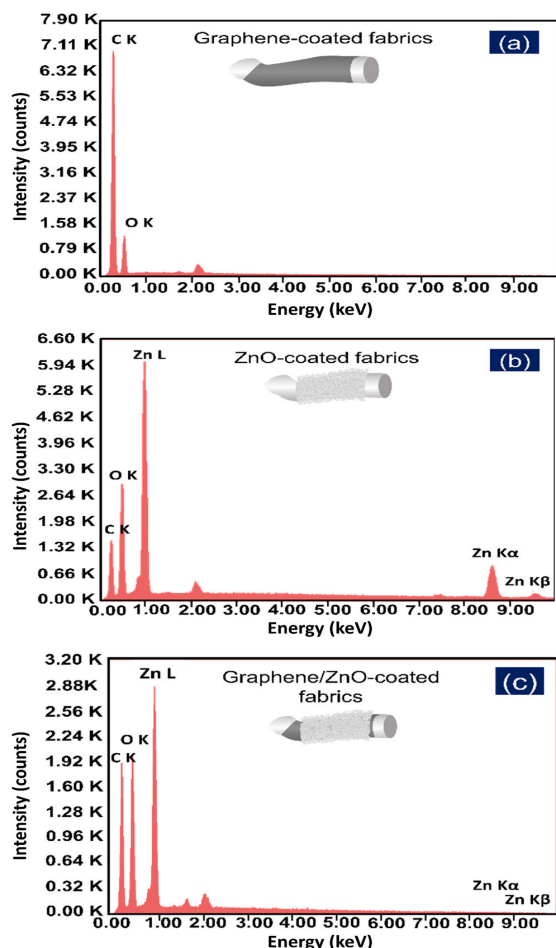 7.90 K
Graphene-coated fabrics
(a)
7.11 K
C K
6.32 K
5.53 K
4.74 K
3.95 K
3.16 K
2.37 K
1.58 K
O K
0.79 K
0.00 K
0.00 1.00 2.00 3.00 4.00 5.00 6.00 7.00 8.00 9.00
Energy (keV)
Intensity (counts)
6.60 K
ZnO-coated fabrics
(b)
Zn L
5.94 K
5.28 K
4.62 K
3.96 K
3.30 K
O K
2.64 K
1.98 K
C K
1.32 K
Zn Kα
0.66 K
Zn Kβ
0.00 K
0.00 1.00 2.00 3.00 4.00 5.00 6.00 7.00 8.00 9.00
Energy (keV)
Intensity (counts)
3.20 K
Graphene/ZnO-coated
fabrics
(c)
Zn L
2.88K
2.56 K
2.24 K
O K
1.92 K
C K
1.60 K
1.28 K
0.96 K
0.64 K
0.32 K
Zn Kα
Zn Kβ
0.00 K
0.00 1.00 2.00 3.00 4.00 5.00 6.00 7.00 8.00 9.00
Energy (keV)
Intensity (counts)